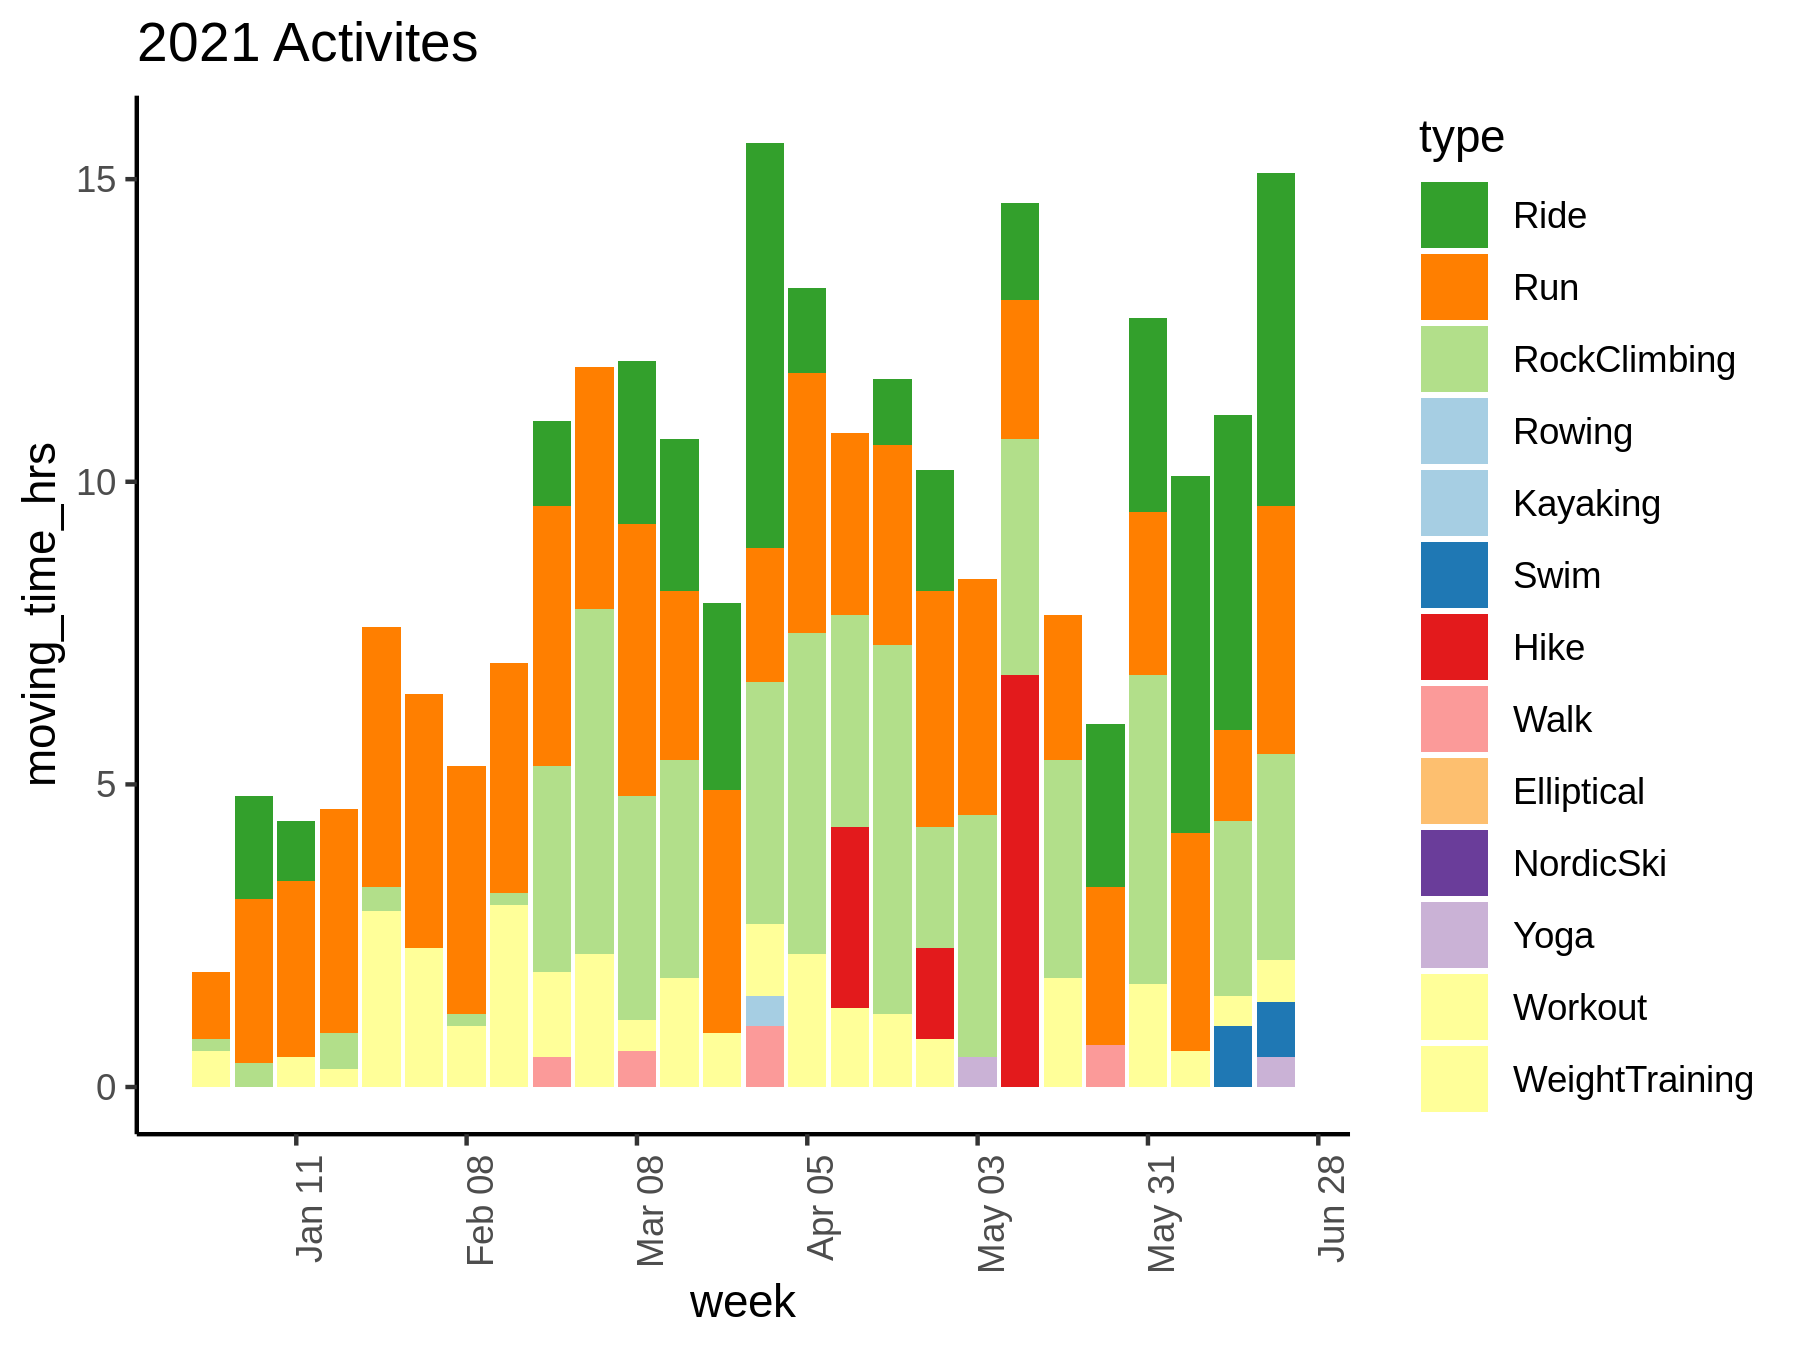 2021 Activites
moving_time_hrs
15
10
5
0
Jan 11
Feb 08
Mar 08
Apr 05
May 03
May 31
Jun 28
week
type
Ride
Run
RockClimbing
Rowing
Kayaking
Swim
Hike
Walk
Elliptical
NordicSki
Yoga
Workout
WeightTraining